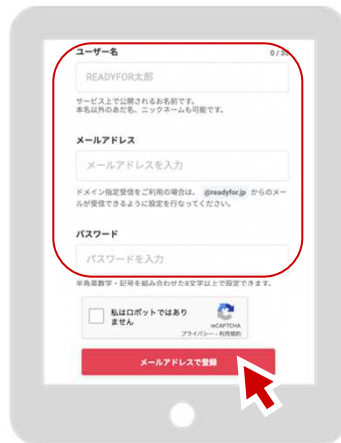 ユーザー名 0 / 35
READYFOR太郎
サービス上で公開されるお名前です。
本名以外のあだ名、ニックネームも可能です。
メールアドレス
メールアドレスを入力
ドメイン指定受信をご利用の場合は、 @readyfor.jp からのメー
ルが受信できるように設定を行なってください。
パスワード
パスワードを入力
半角英数字・記号を組み合わせた8文字以上で設定できます。
私はロボットではあり
ません
reCAPTCHA
プライバシー - 利用規約
メールアドレスで登録